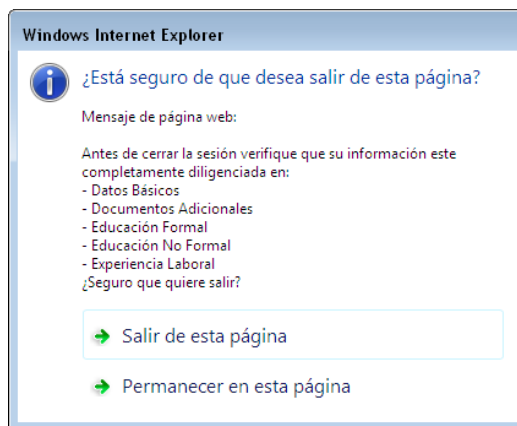 Windows Internet Explorer
¿Está seguro de que desea salir de esta página?
Mensaje de página web:
Antes de cerrar la sesión verifique que su información este
completamente diligenciada en:
- Datos Básicos
- Documentos Adicionales
- Educación Formal
- Educación No Formal
- Experiencia Laboral
¿Seguro que quiere salir?
Salir de esta página
Permanecer en esta página